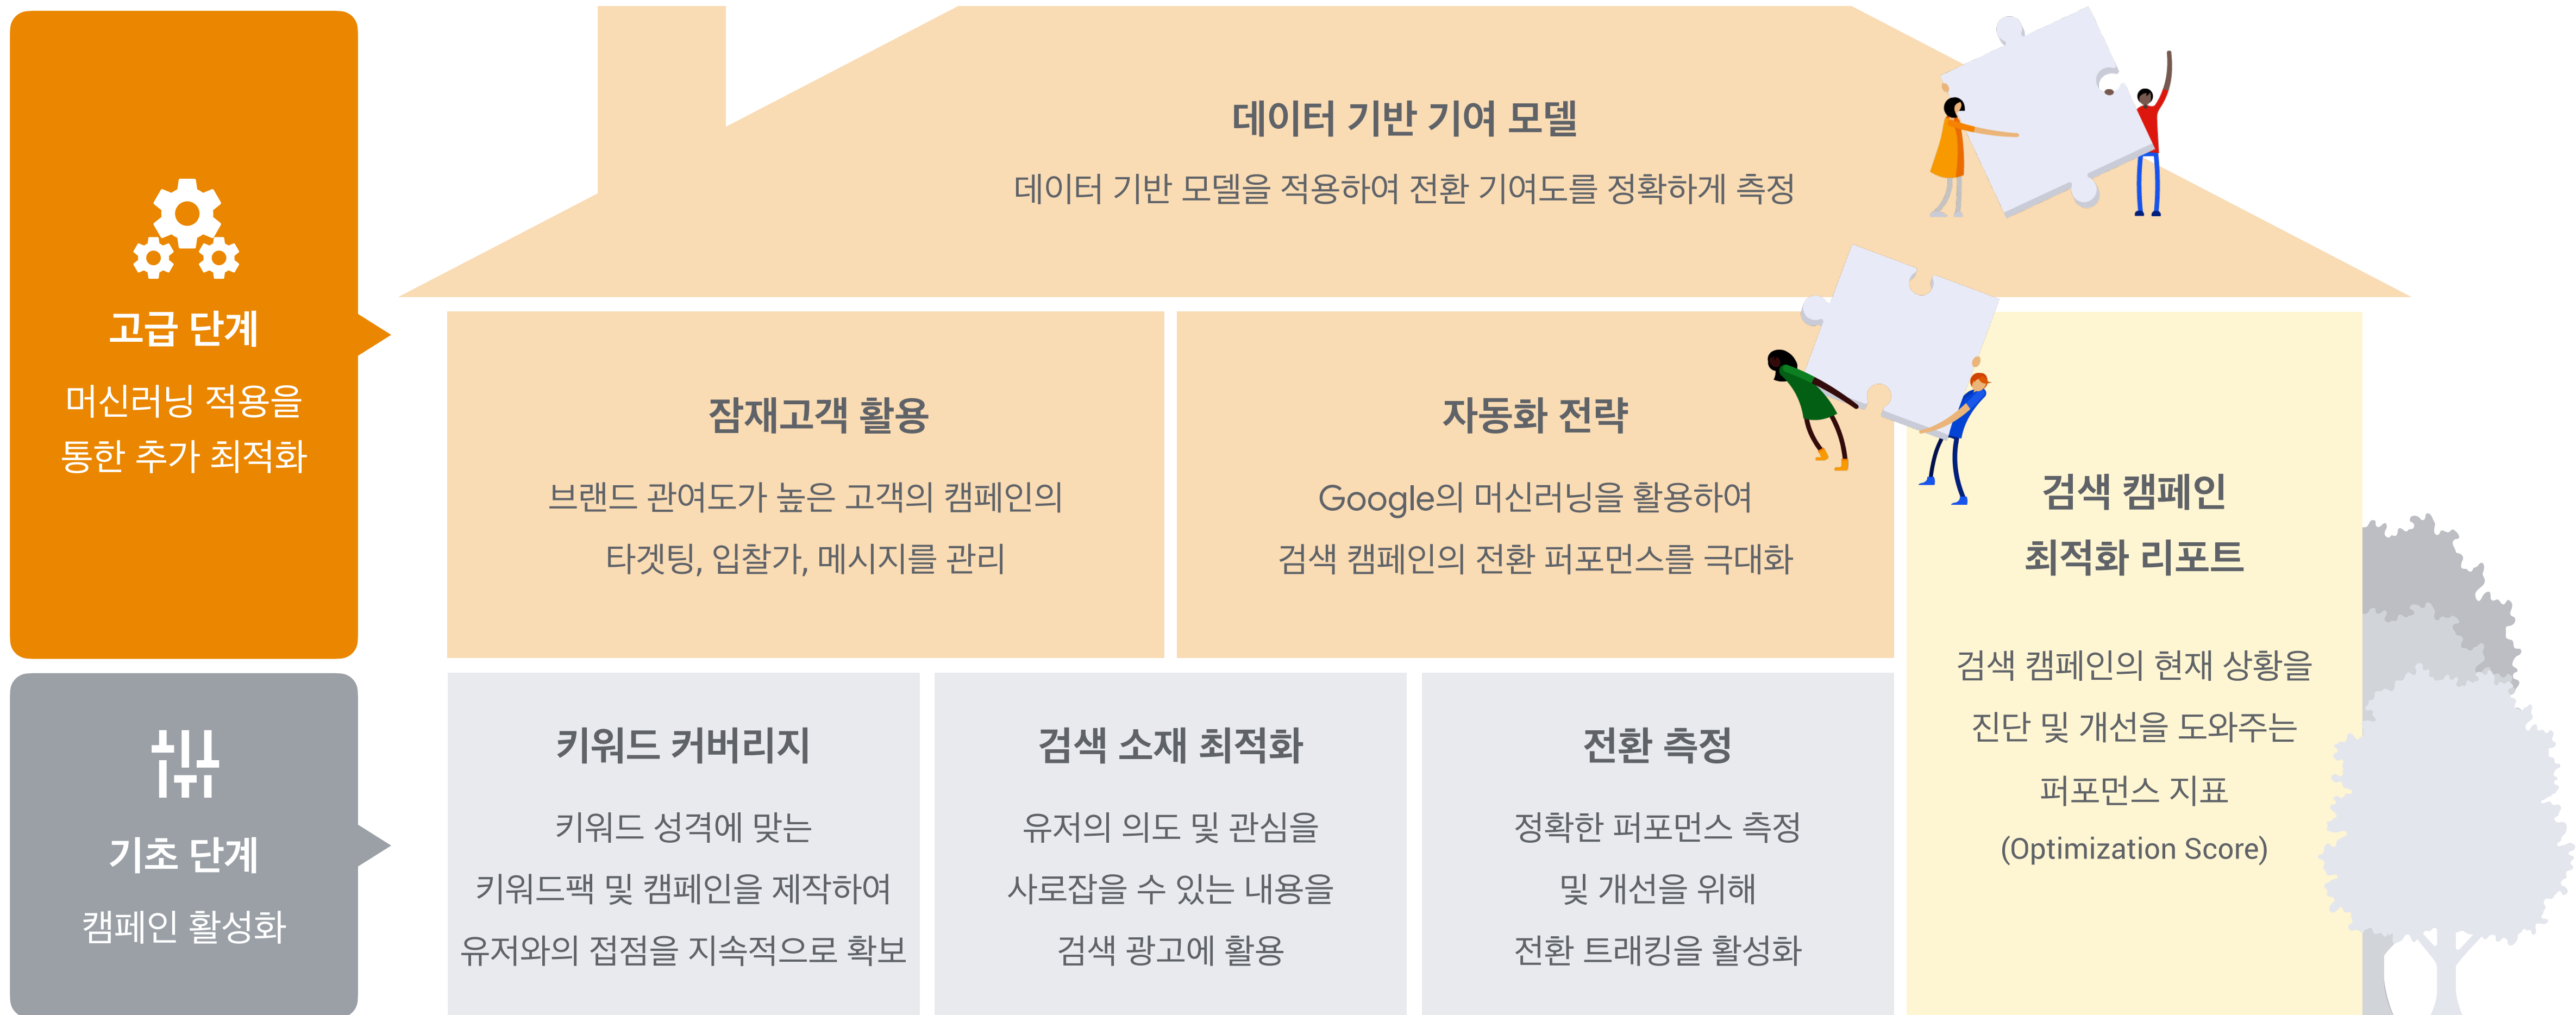 고급 단계
머신러닝 적용을
통한 추가 최적화
데이터 기반 기여 모델
데이터 기반 모델을 적용하여 전환 기여도를 정확하게 측정
잠재고객 활용
브랜드 관여도가 높은 고객의 캠페인의
타겟팅, 입찰가, 메시지를 관리
자동화 전략
Google의 머신러닝을 활용하여
검색 캠페인의 전환 퍼포먼스를 극대화
검색 캠페인
최적화 리포트
검색 캠페인의 현재 상황을
진단 및 개선을 도와주는
퍼포먼스 지표
(Optimization Score)
기초 단계
캠페인 활성화
키워드 커버리지
키워드 성격에 맞는
키워드팩 및 캠페인을 제작하여
유저와의 접점을 지속적으로 확보
검색 소재 최적화
유저의 의도 및 관심을
사로잡을 수 있는 내용을
검색 광고에 활용
전환 측정
정확한 퍼포먼스 측정
및 개선을 위해
전환 트래킹을 활성화